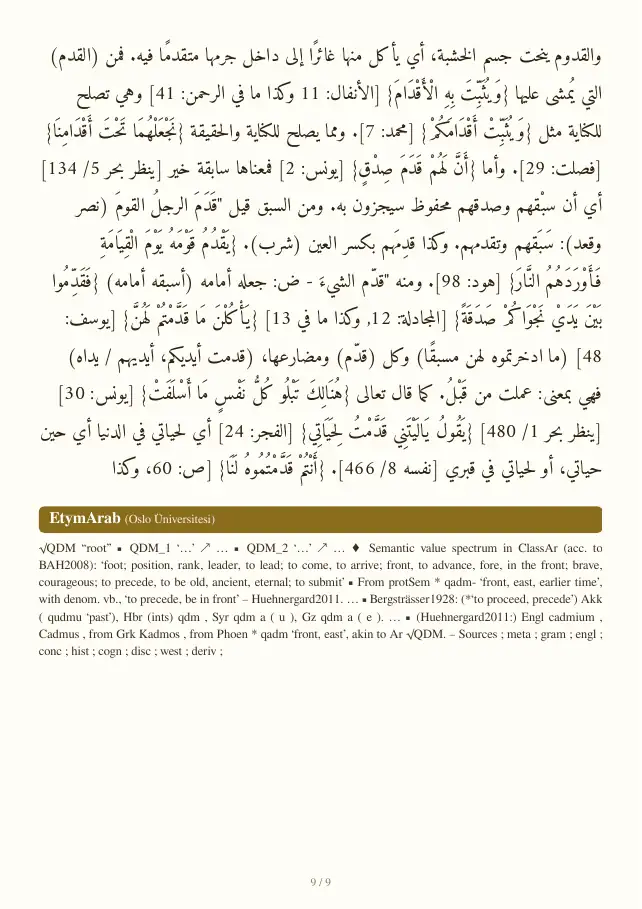 والقدوم ينحت جسم الخشبة، أي يأكل منها غائرًا إلى داخل جرمها متقدمًا فيه. فمن (القدم)
التي يُمشى عليها {وَيُثَبِّتَ بِهِ الْأَقْدَامَ} [الأنفال: 11 وكذا ما في الرحمن: 41] وهي تصلح
للكناية مثل {وَيُثَبِّتْ أَقْدَامَكُمْ} [محمد: 7]. ومما يصلح للكناية والحقيقة {نَجْعَلْهُمَا تَحْتَ أَقْدَامِنَا}
[فصلت: 29]. وأما {أَنَّ لَهُمْ قَدَمَ صِدْقٍ} [يونس: 2] فمعناها سابقة خير [ينظر بحر 5/ 134]
أي أن سبْقهم وصدقهم محفوظ سيجزون به. ومن السبق قيل "قَدَمَ الرجلُ القومَ (نصر
وقعد): سَبَقهم وتقدمهم. وكذا قدِمَهم بكسر العين (شرب). {يَقْدُمُ قَوْمَهُ يَوْمَ الْقِيَامَةِ
فَأَوْرَدَهُمُ النَّارَ} [هود: 98]. ومنه "قدّم الشيءَ - ض: جعله أمامه (أسبقه أمامه) {فَقَدِّمُوا
بَيْنَ يَدَيْ نَجْوَاكُمْ صَدَقَةً} [المجادلة: 12، وكذا ما في 13] {يَأْكُلْنَ مَا قَدَّمْتُمْ لَهُنَّ} [يوسف:
48] (ما ادخرتموه لهن مسبقًا) وكل (قدّم) ومضارعها، (قدمت أيديكم، أيديهم / يداه)
فهي بمعنى: عملت من قَبْلُ. كما قال تعالى {هُنَالِكَ تَبْلُو كُلُّ نَفْسٍ مَا أَسْلَفَتْ} [يونس: 30]
[ينظر بحر 1/ 480] {يَقُولُ يَالَيْتَنِي قَدَّمْتُ لِحَيَاتِي} [الفجر: 24] أي لحياتي في الدنيا أي حين
حياتي، أو لحياتي في قبري [نفسه 8/ 466]. {أَنْتُمْ قَدَّمْتُمُوهُ لَنَا} [ص: 60، وكذا
EtymArab (Oslo Üniversitesi)
√QDM “root” ▪ QDM_1 ‘…’ ↗ … ▪ QDM_2 ‘…’ ↗ … ♦ Semantic value spectrum in ClassAr (acc. to
BAH2008): ‘foot; position, rank, leader, to lead; to come, to arrive; front, to advance, fore, in the front; brave,
courageous; to precede, to be old, ancient, eternal; to submit’ ▪ From protSem * qadm- ‘front, east, earlier time’,
with denom. vb., ‘to precede, be in front’ – Huehnergard2011. … ▪ Bergsträsser1928: (*‘to proceed, precede’) Akk
( qudmu ‘past’), Hbr (ints) qdm , Syr qdm a ( u ), Gz qdm a ( e ). … ▪ (Huehnergard2011:) Engl cadmium ,
Cadmus , from Grk Kadmos , from Phoen * qadm ‘front, east’, akin to Ar √QDM. – Sources ; meta ; gram ; engl ;
conc ; hist ; cogn ; disc ; west ; deriv ;
9 / 9